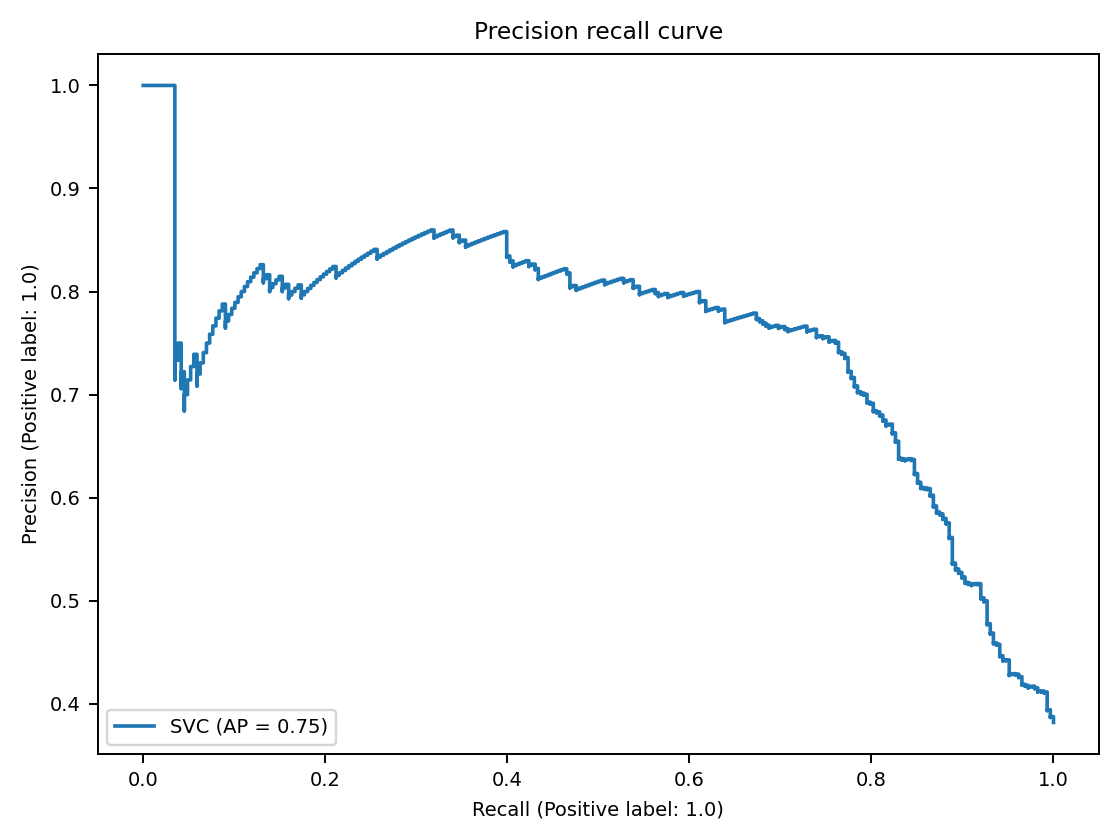 Precision recall curve
1.0
0.9
0.8
0.7
0.6
0.5
0.4
Precision (Positive label: 1.0)
SVC (AP = 0.75)
0.0 0.2 0.4 0.6 0.8 1.0
Recall (Positive label: 1.0)